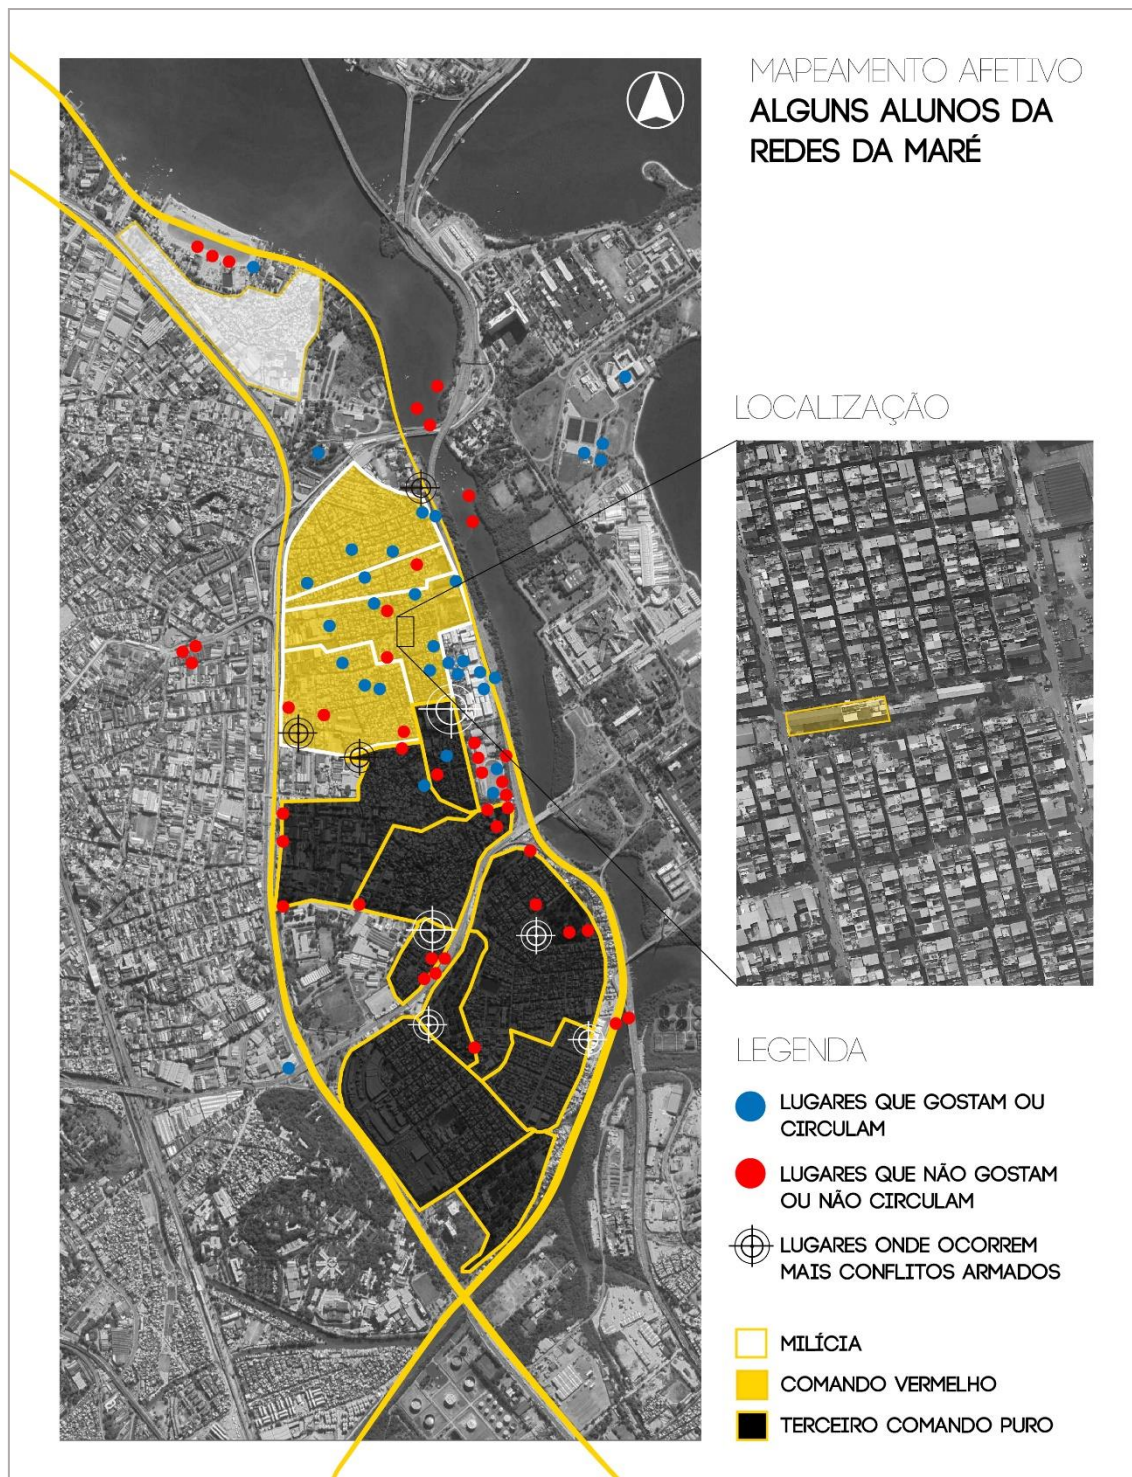 MAPEAMENTO AFETIVO
ALGUNS ALUNOS DA
REDES DA MARÉ
LOCALIZAÇÃO
LEGENDA
LUGARES QUE GOSTAM OU
CIRCULAM
LUGARES QUE NÃO GOSTAM
OU NÃO CIRCULAM
LUGARES ONDE OCORREM
MAIS CONFLITOS ARMADOS
MILÍCIA
COMANDO VERMELHO
TERCEIRO COMANDO PURO